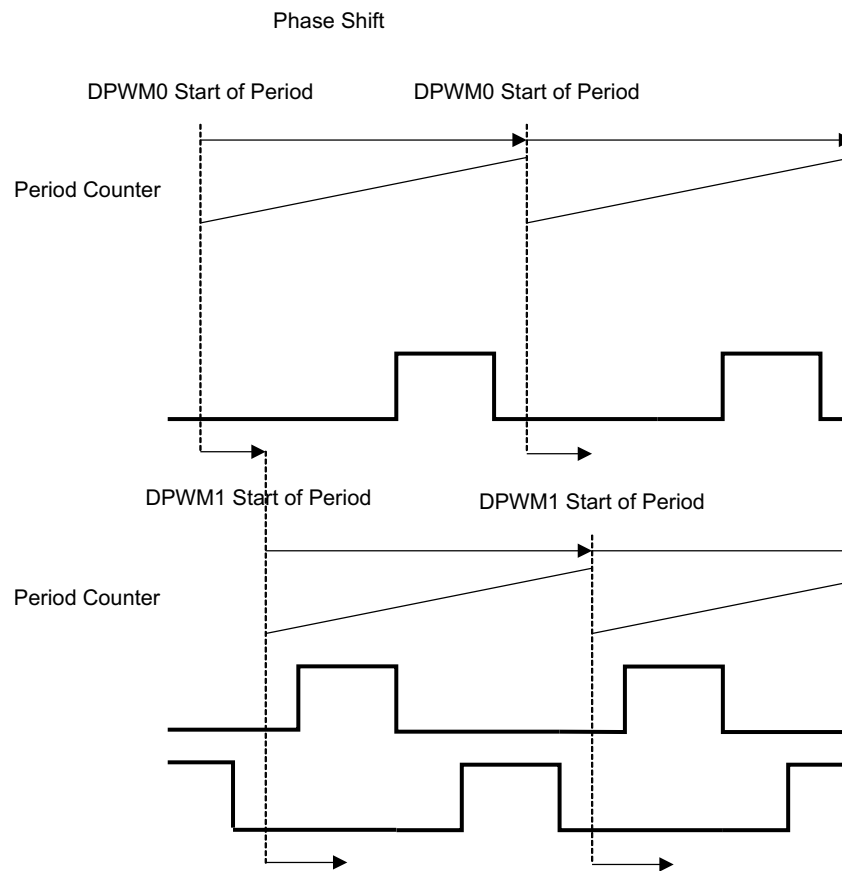 Phase Shift
DPWM0 Start of Period
DPWM0 Start of Period
Period Counter
DPWM1 Start of Period
DPWM1 Start of Period
Period Counter